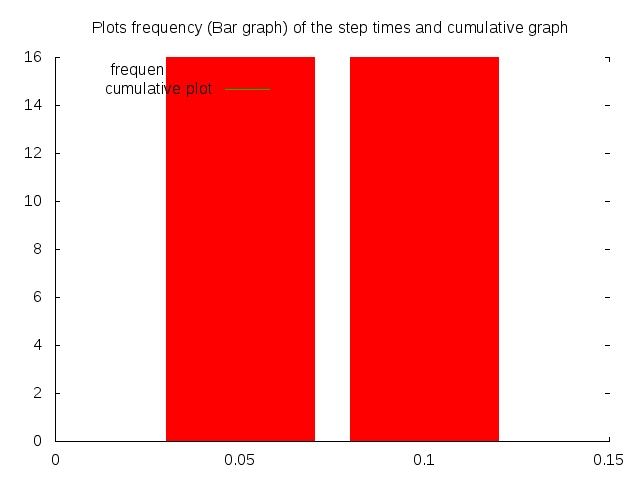 Plots frequency (Bar graph) of the step times and cumulative graph
16
frequen
cumulative plot
14
12
10
8
6
4
2
0
0 0.05 0.1 0.15